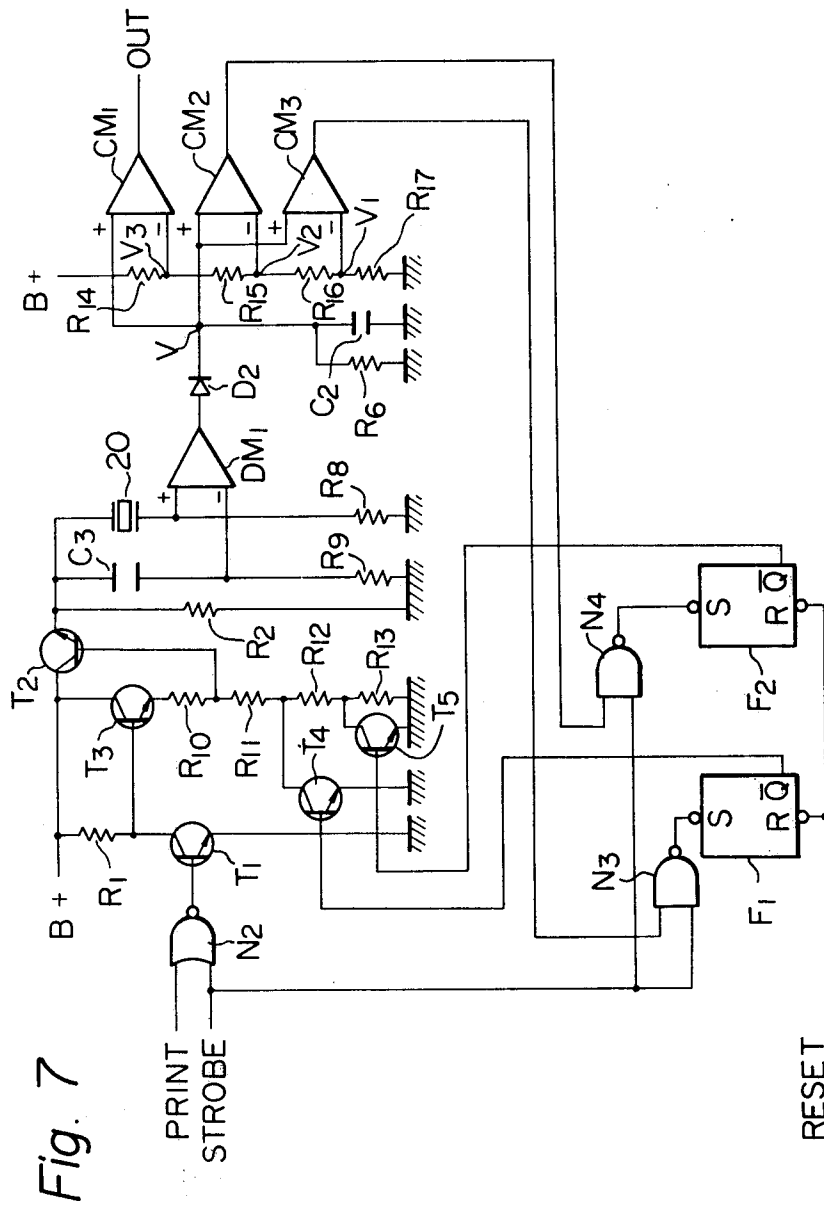 Fig. 7
B+
R1
T3
T2
C3
20
R10
R11
R12
R13
R2
R9
R8
T1
T4
T5
N2
PRINT
STROBE
DM1
D2
V
R6
C2
B+
R14
R15
R16
R17
V3
V2
V1
CM1
CM2
CM3
+
-
+
-
+
-
+
-
OUT
N3
N4
S
R
Q
F1
S
R
Q
F2
RESET